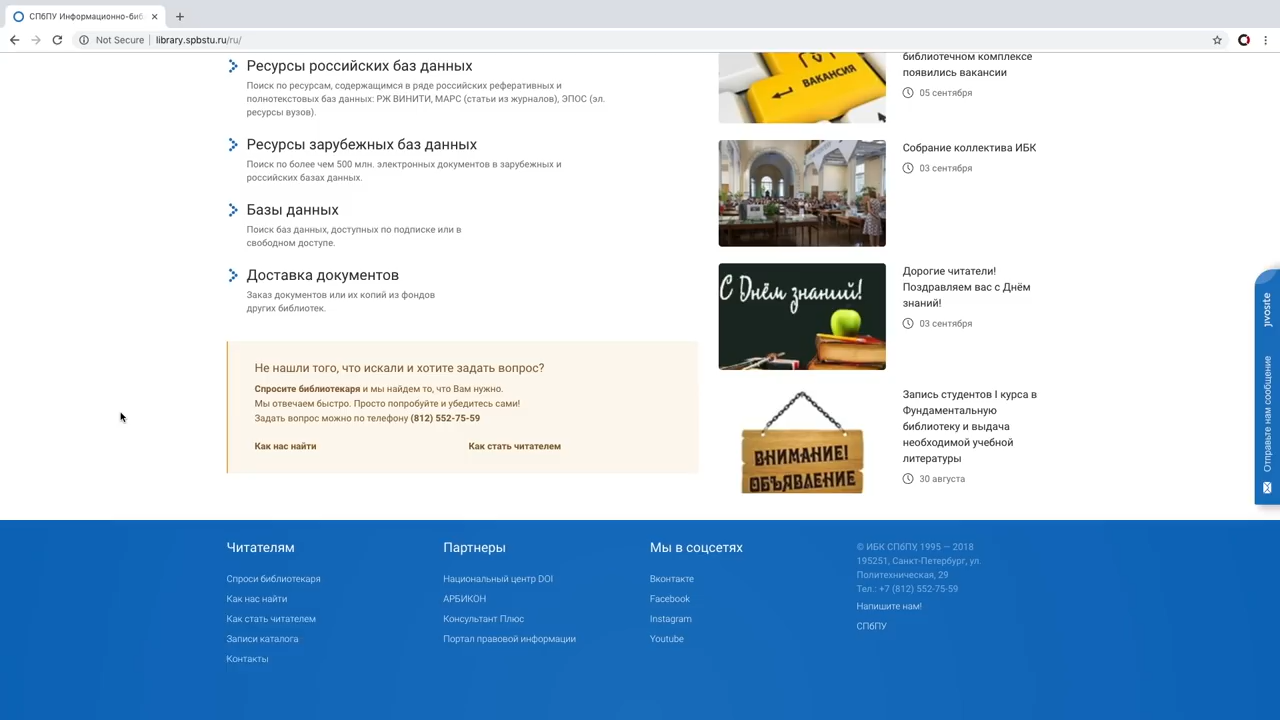 СПбПУ Информационно-биб
Not Secure
library.spbstu.ru/ru/
Ресурсы российских баз данных
Поиск по ресурсам, содержащимся в ряде российских реферативных и
полнотекстовых баз данных: РЖ ВИНИТИ, МАРС (статьи из журналов), ЭПОС (эл.
ресурсы вузов).
Ресурсы зарубежных баз данных
Поиск по более чем 500 млн. электронных документов в зарубежных и
российских базах данных.
Базы данных
Поиск баз данных, доступных по подписке или в
свободном доступе.
Доставка документов
Заказ документов или их копий из фондов
других библиотек.
Не нашли того, что искали и хотите задать вопрос?
Спросите библиотекаря и мы найдем то, что Вам нужно.
Мы отвечаем быстро. Просто попробуйте и убедитесь сами!
Задать вопрос можно по телефону (812) 552-75-59
Как нас найти
Как стать читателем
ВАКАНСИЯ
библиотечном комплексе
появились вакансии
05 сентября
Собрание коллектива ИБК
03 сентября
С Днём знаний!
Дорогие читатели!
Поздравляем вас с Днём
знаний!
03 сентября
ВНИМАНИЕ!
ОБЪЯВЛЕНИЕ
Запись студентов I курса в
Фундаментальную
библиотеку и выдача
необходимой учебной
литературы
30 августа
jivosite
Отправьте нам сообщение
Читателям
Спроси библиотекаря
Как нас найти
Как стать читателем
Записи каталога
Контакты
Партнеры
Национальный центр DOI
АРБИКОН
Консультант Плюс
Портал правовой информации
Мы в соцсетях
Вконтакте
Facebook
Instagram
Youtube
© ИБК СПбПУ, 1995 — 2018
195251, Санкт-Петербург, ул.
Политехническая, 29
Тел.: +7 (812) 552-75-59
Напишите нам!
СПбПУ